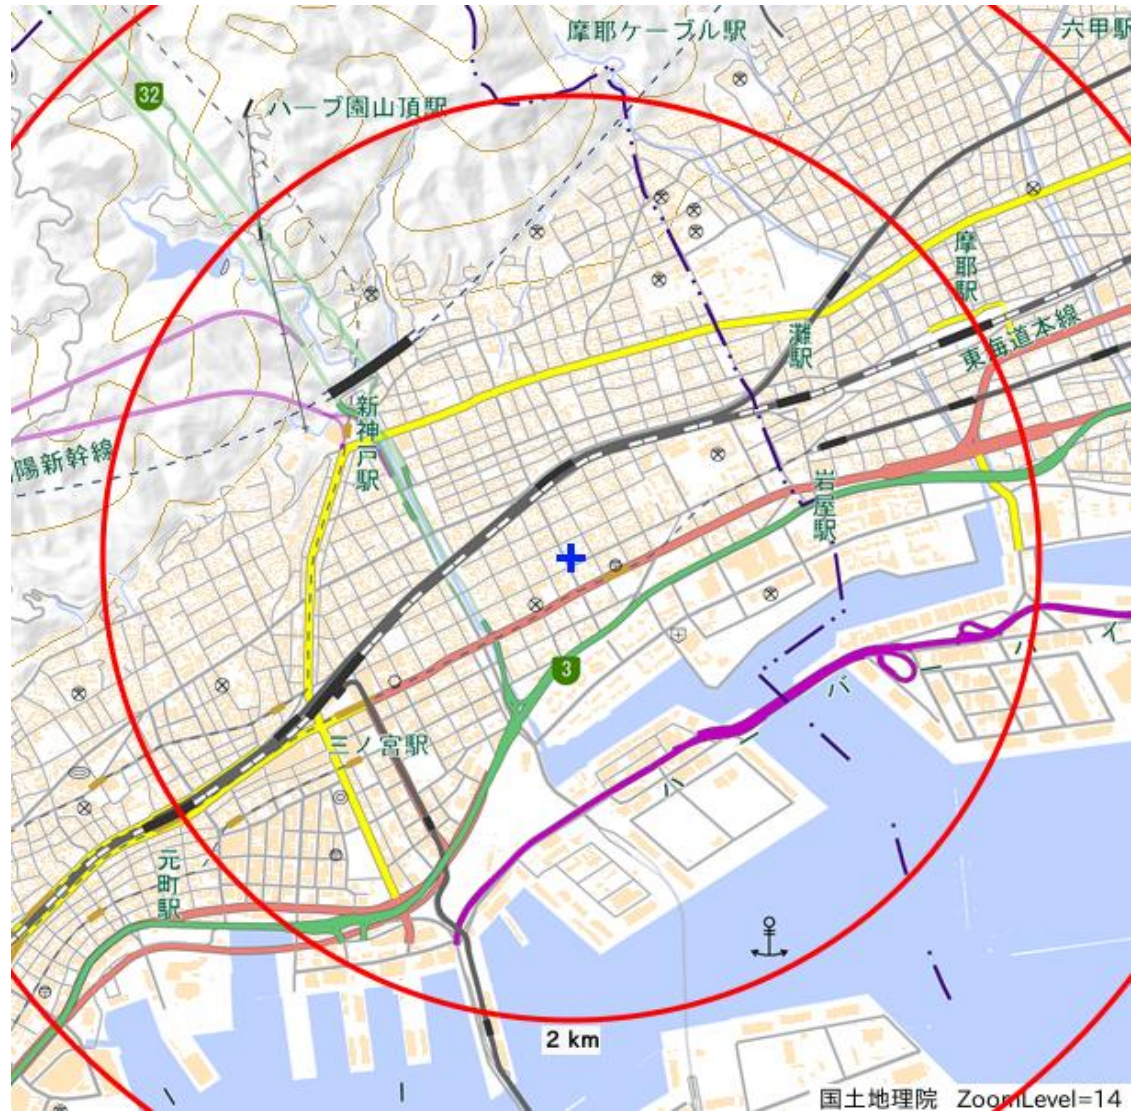 摩耶ケーブル駅
六甲駅
32
ハーブ園山頂駅
摩耶駅
灘駅
東海道本線
新神戸駅
陽新幹線
岩屋駅
3
ハーバーハイ
三ノ宮駅
元町駅
2 km
国土地理院 ZoomLevel=14